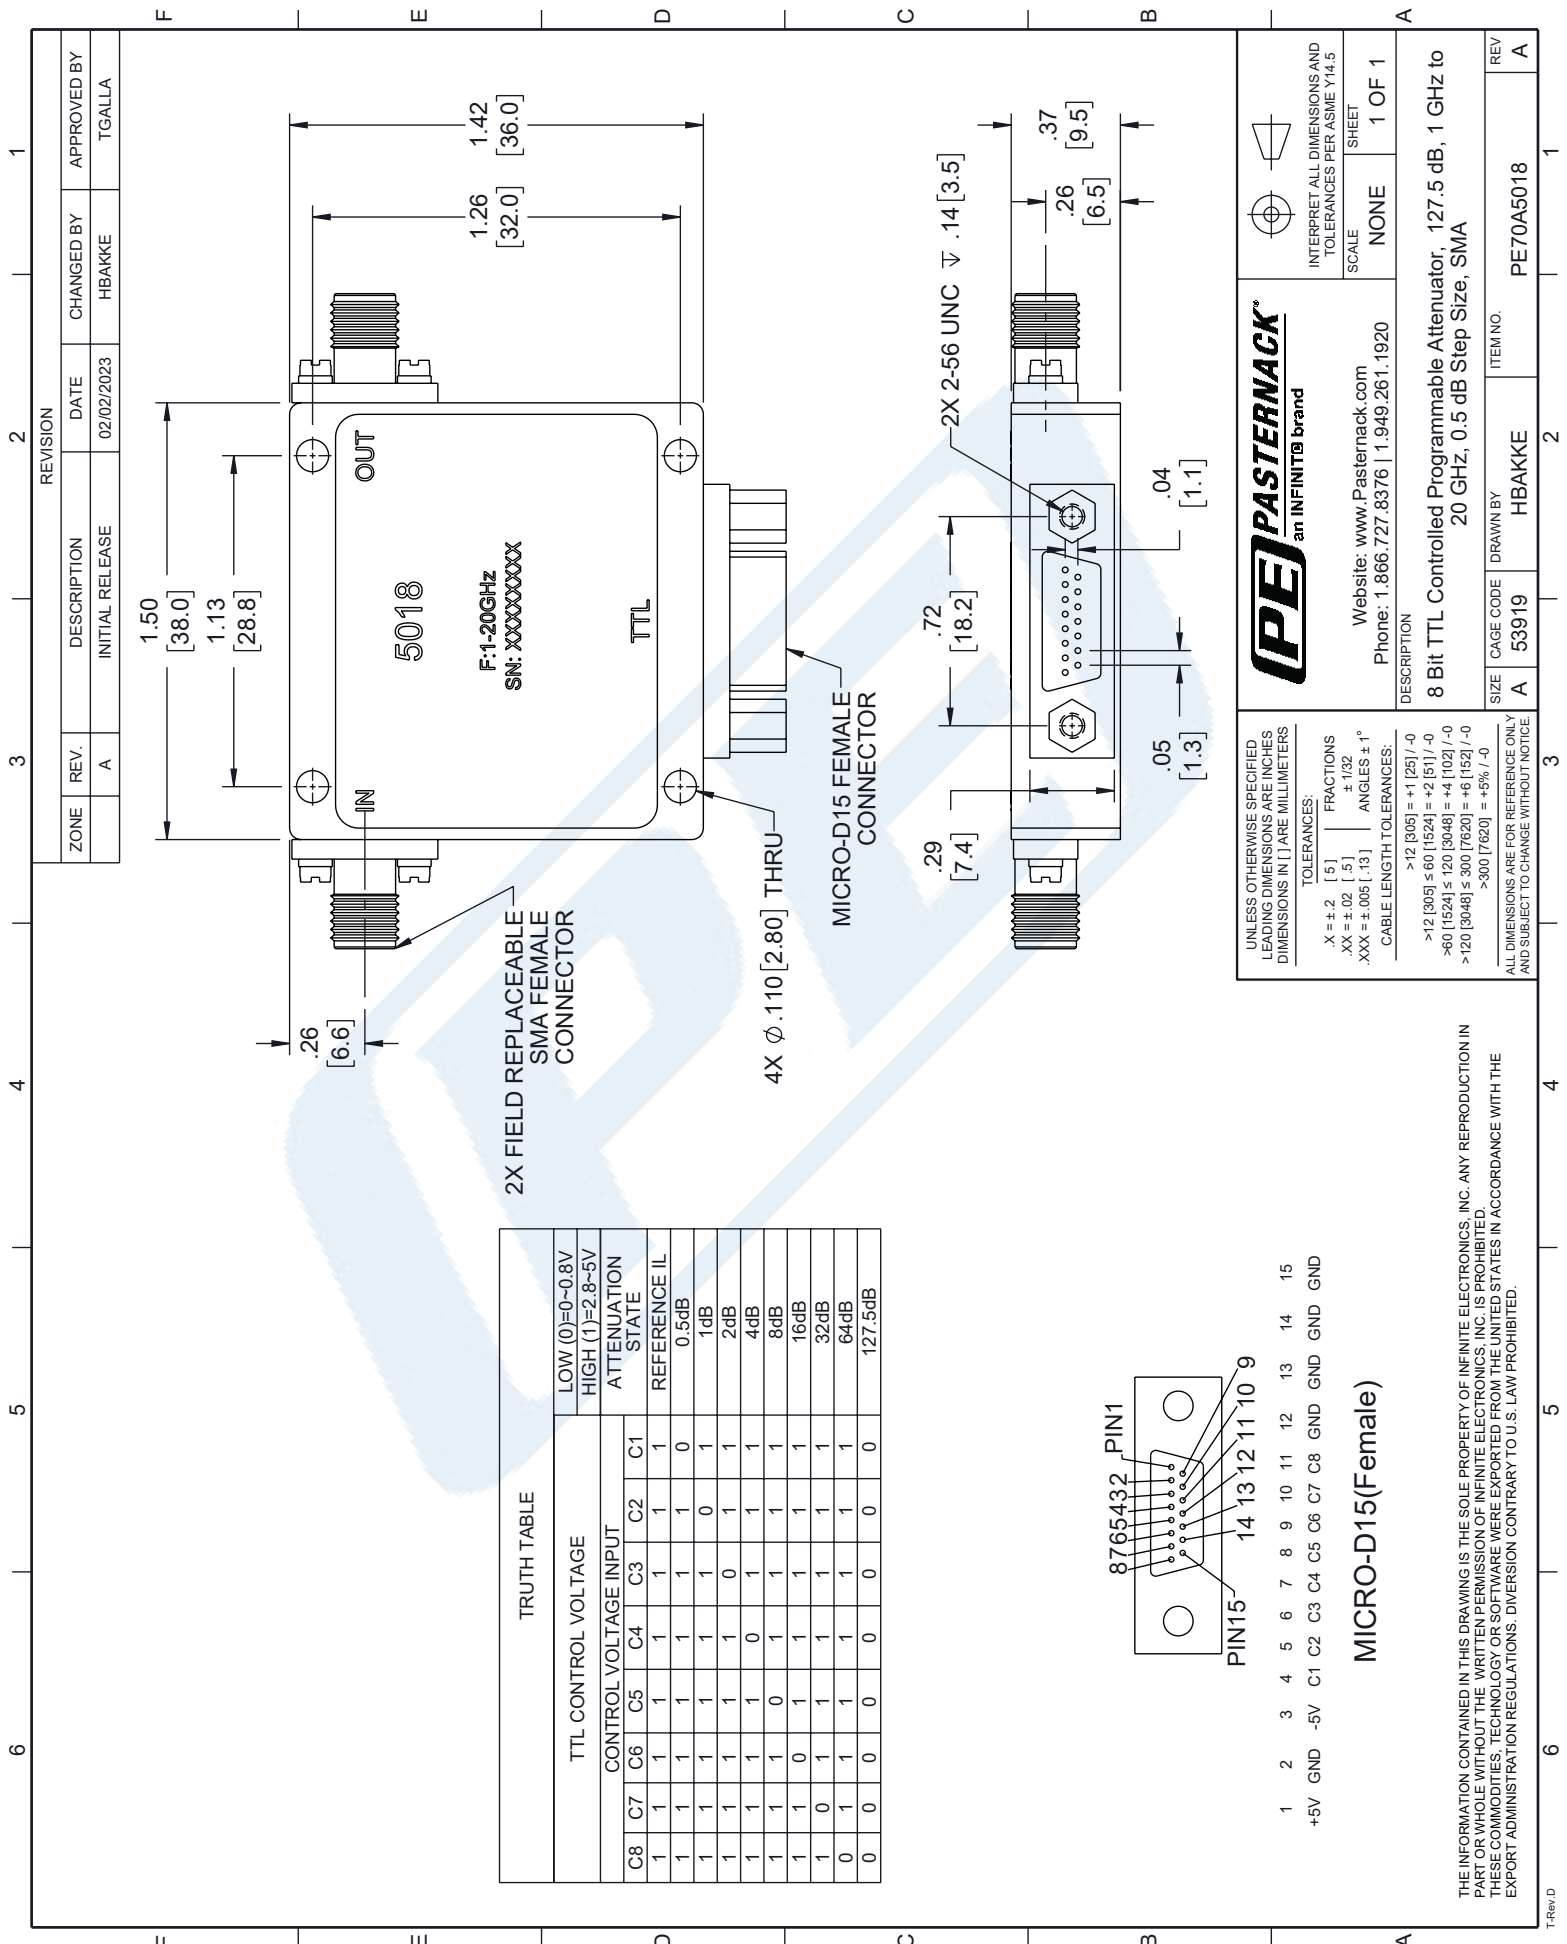 REVISION
ZONE REV. DESCRIPTION DATE CHANGED BY APPROVED BY
A INITIAL RELEASE 02/02/2023 HBAKKE TGALLA
6 5 4 3 2 1
F E D C B A
1.50
[38.0]
1.13
[28.8]
.26
[6.6]
IN
OUT
5018
F:1-20GHz
SN: XXXXXXXX
TTL
1.26
[32.0]
1.42
[36.0]
2X FIELD REPLACEABLE
SMA FEMALE
CONNECTOR
4X ⌀ .110 [2.80] THRU
MICRO-D15 FEMALE
CONNECTOR
TRUTH TABLE
TTL CONTROL VOLTAGE LOW (0)=0~0.8V
HIGH (1)=2.8~5V
CONTROL VOLTAGE INPUT ATTENUATION
STATE
C8 C7 C6 C5 C4 C3 C2 C1
1 1 1 1 1 1 1 1 REFERENCE IL
1 1 1 1 1 1 1 0 0.5dB
1 1 1 1 1 1 0 1 1dB
1 1 1 1 1 0 1 1 2dB
1 1 1 1 0 1 1 1 4dB
1 1 1 0 1 1 1 1 8dB
1 1 0 1 1 1 1 1 16dB
1 0 1 1 1 1 1 1 32dB
0 1 1 1 1 1 1 1 64dB
0 0 0 0 0 0 0 0 127.5dB
.72
[18.2]
2X 2-56 UNC ↧ .14 [3.5]
.29
[7.4]
.37
[9.5]
.26
[6.5]
.05
[1.3]
.04
[1.1]
8765432 PIN1
PIN15 14 13 12 11 10 9
1 2 3 4 5 6 7 8 9 10 11 12 13 14 15
+5V GND -5V C1 C2 C3 C4 C5 C6 C7 C8 GND GND GND GND
MICRO-D15(Female)
THE INFORMATION CONTAINED IN THIS DRAWING IS THE SOLE PROPERTY OF INFINITE ELECTRONICS, INC. ANY REPRODUCTION IN
PART OR WHOLE WITHOUT THE WRITTEN PERMISSION OF INFINITE ELECTRONICS, INC. IS PROHIBITED.
THESE COMMODITIES, TECHNOLOGY OR SOFTWARE WERE EXPORTED FROM THE UNITED STATES IN ACCORDANCE WITH THE
EXPORT ADMINISTRATION REGULATIONS. DIVERSION CONTRARY TO U.S. LAW PROHIBITED.
UNLESS OTHERWISE SPECIFIED
LEADING DIMENSIONS ARE INCHES
DIMENSIONS IN [ ] ARE MILLIMETERS
TOLERANCES:
.X = ±.2 [ 5 ] FRACTIONS
.XX = ±.02 [ .5 ] ± 1/32
.XXX = ±.005 [ .13 ] ANGLES ± 1°
CABLE LENGTH TOLERANCES:
>12 [305] = +1 [25] / -0
>12 [305] ≤ 60 [1524] = +2 [51] / -0
>60 [1524] ≤ 120 [3048] = +4 [102] / -0
>120 [3048] ≤ 300 [7620] = +6 [152] / -0
>300 [7620] = +5% / -0
ALL DIMENSIONS ARE FOR REFERENCE ONLY
AND SUBJECT TO CHANGE WITHOUT NOTICE.
PE PASTERNACK®
an INFINITE brand
Website: www.Pasternack.com
Phone: 1.866.727.8376 | 1.949.261.1920
INTERPRET ALL DIMENSIONS AND
TOLERANCES PER ASME Y14.5
SCALE SHEET
NONE 1 OF 1
DESCRIPTION
8 Bit TTL Controlled Programmable Attenuator, 127.5 dB, 1 GHz to
20 GHz, 0.5 dB Step Size, SMA
SIZE CAGE CODE DRAWN BY ITEM NO. REV
A 53919 HBAKKE PE70A5018 A
6 5 4 3 2 1
F E D C B A
T-Rev.D